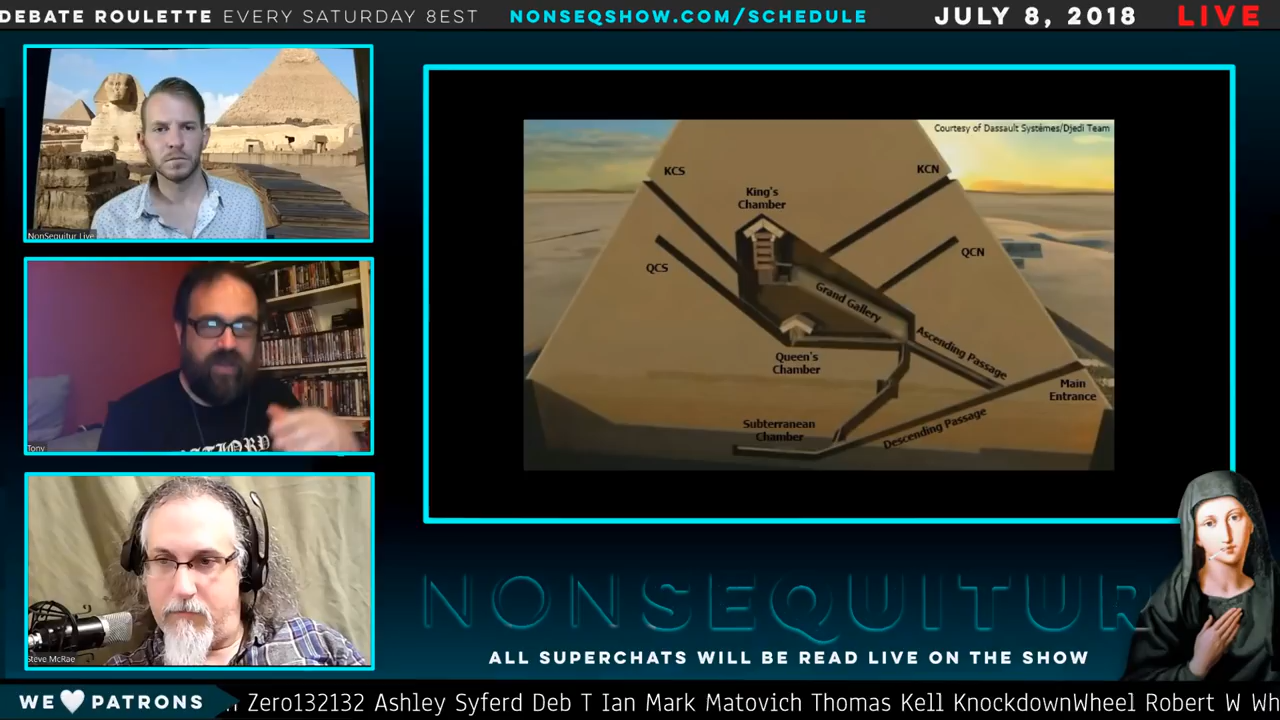 DEBATE ROULETTE EVERY SATURDAY 8EST NONSEQSHOW.COM/SCHEDULE JULY 8, 2018 LIVE
NonSequitur Live
Tony
Steve McRae
Courtesy of Dassault Systèmes/Djedi Team
KCS
KCN
King's
Chamber
QCS
QCN
Grand Gallery
Ascending Passage
Queen's
Chamber
Main
Entrance
Subterranean
Chamber
Descending Passage
NONSEQUITUR
ALL SUPERCHATS WILL BE READ LIVE ON THE SHOW
WE PATRONS Zero132132 Ashley Syferd Deb T Ian Mark Matovich Thomas Kell KnockdownWheel Robert W Wh